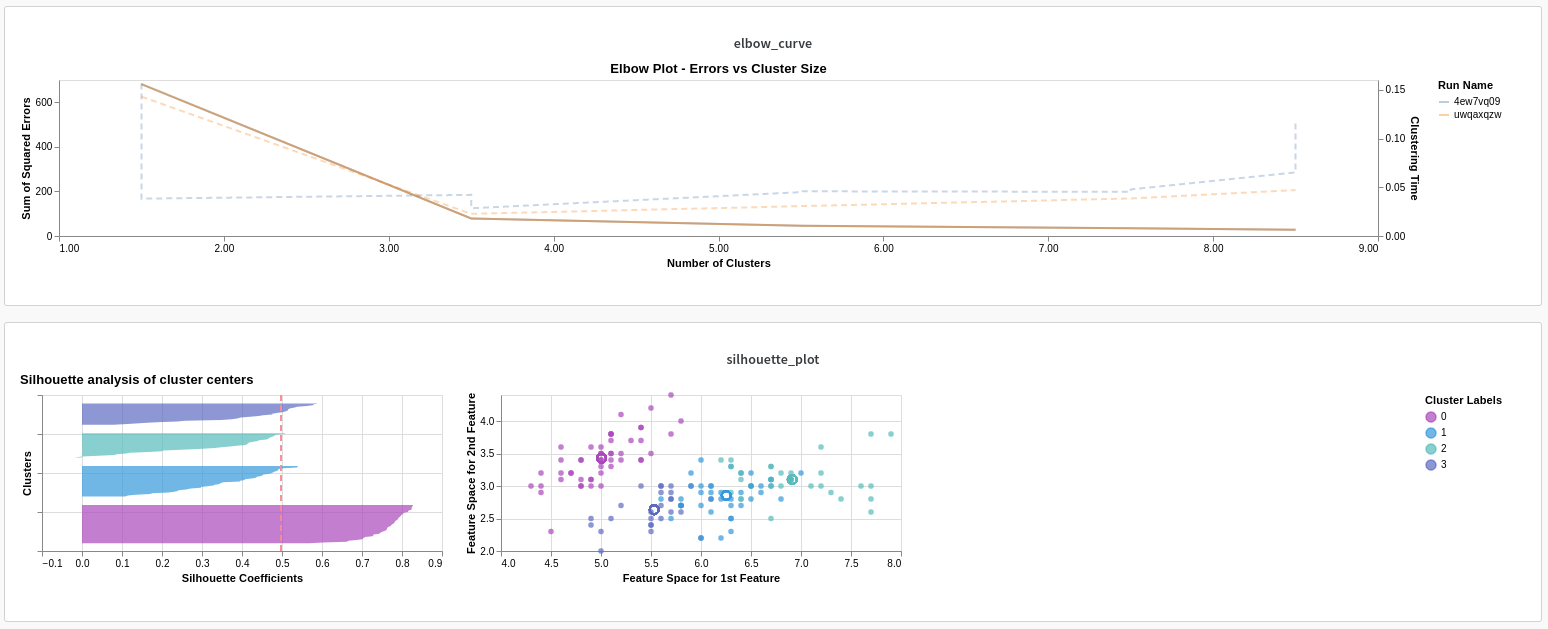 elbow_curve
Elbow Plot - Errors vs Cluster Size
Sum of Squared Errors
600
400
200
0
0.15
0.10
0.05
0.00
Clustering Time
1.00 2.00 3.00 4.00 5.00 6.00 7.00 8.00 9.00
Number of Clusters
Run Name
4ew7vq09
uwqaxqzw
silhouette_plot
Silhouette analysis of cluster centers
Clusters
−0.1 0.0 0.1 0.2 0.3 0.4 0.5 0.6 0.7 0.8 0.9
Silhouette Coefficients
Feature Space for 2nd Feature
4.0
3.5
3.0
2.5
2.0
4.0 4.5 5.0 5.5 6.0 6.5 7.0 7.5 8.0
Feature Space for 1st Feature
Cluster Labels
0
1
2
3